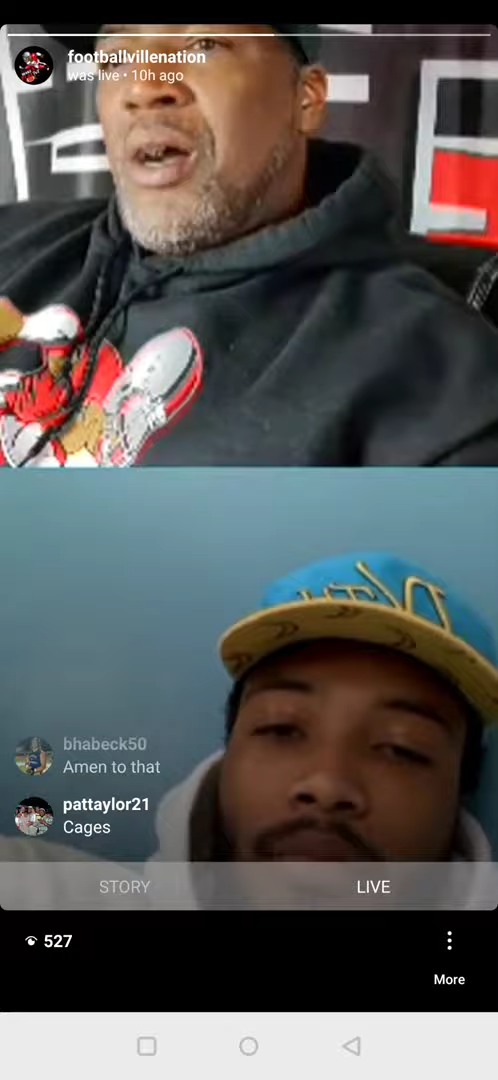 footballvillenation
was live • 10h ago
bhabeck50
Amen to that
pattaylor21
Cages
STORY LIVE
527
More